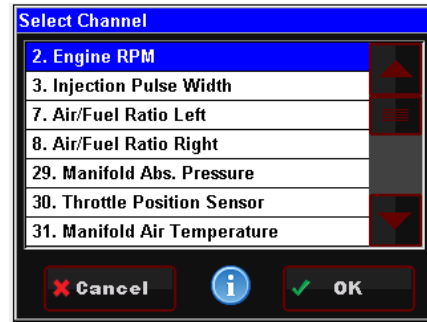 Select Channel
2. Engine RPM
3. Injection Pulse Width
7. Air/Fuel Ratio Left
8. Air/Fuel Ratio Right
29. Manifold Abs. Pressure
30. Throttle Position Sensor
31. Manifold Air Temperature
Cancel
i
OK